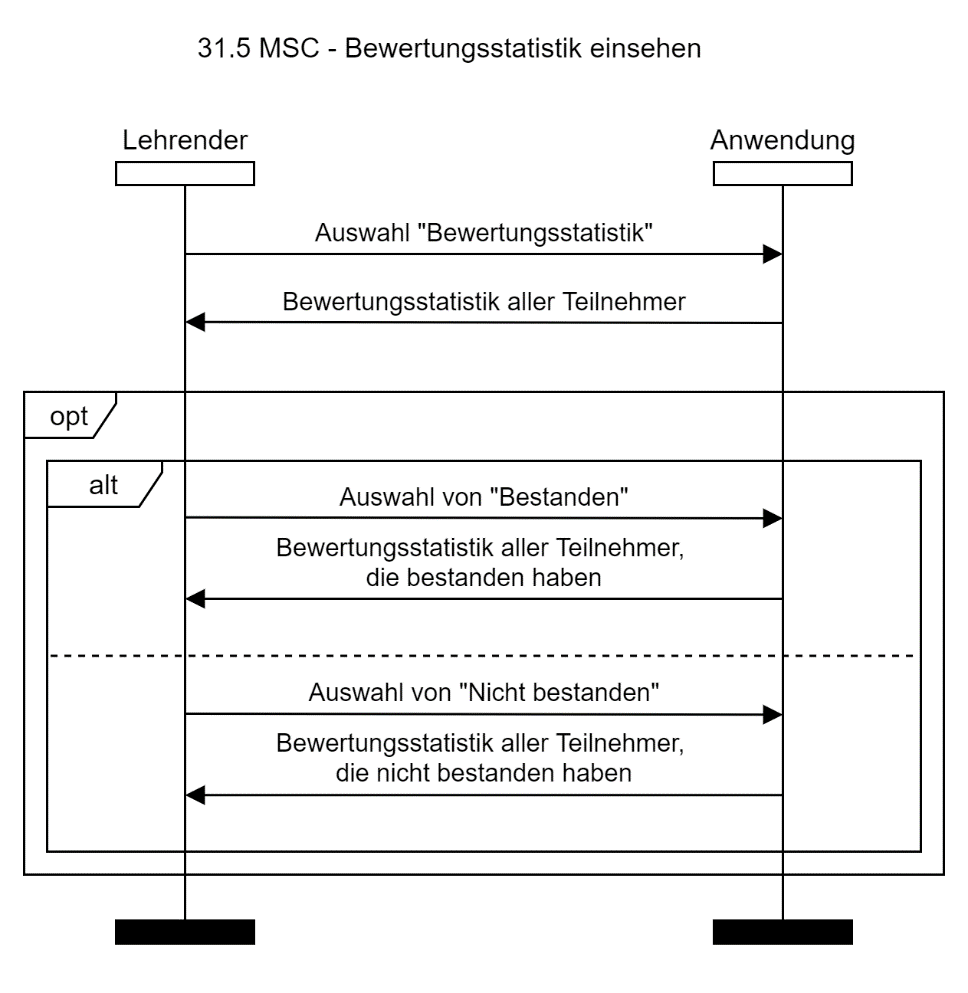 31.5 MSC - Bewertungsstatistik einsehen
Lehrender
Anwendung
Auswahl "Bewertungsstatistik"
Bewertungsstatistik aller Teilnehmer
opt
alt
Auswahl von "Bestanden"
Bewertungsstatistik aller Teilnehmer,
die bestanden haben
Auswahl von "Nicht bestanden"
Bewertungsstatistik aller Teilnehmer,
die nicht bestanden haben